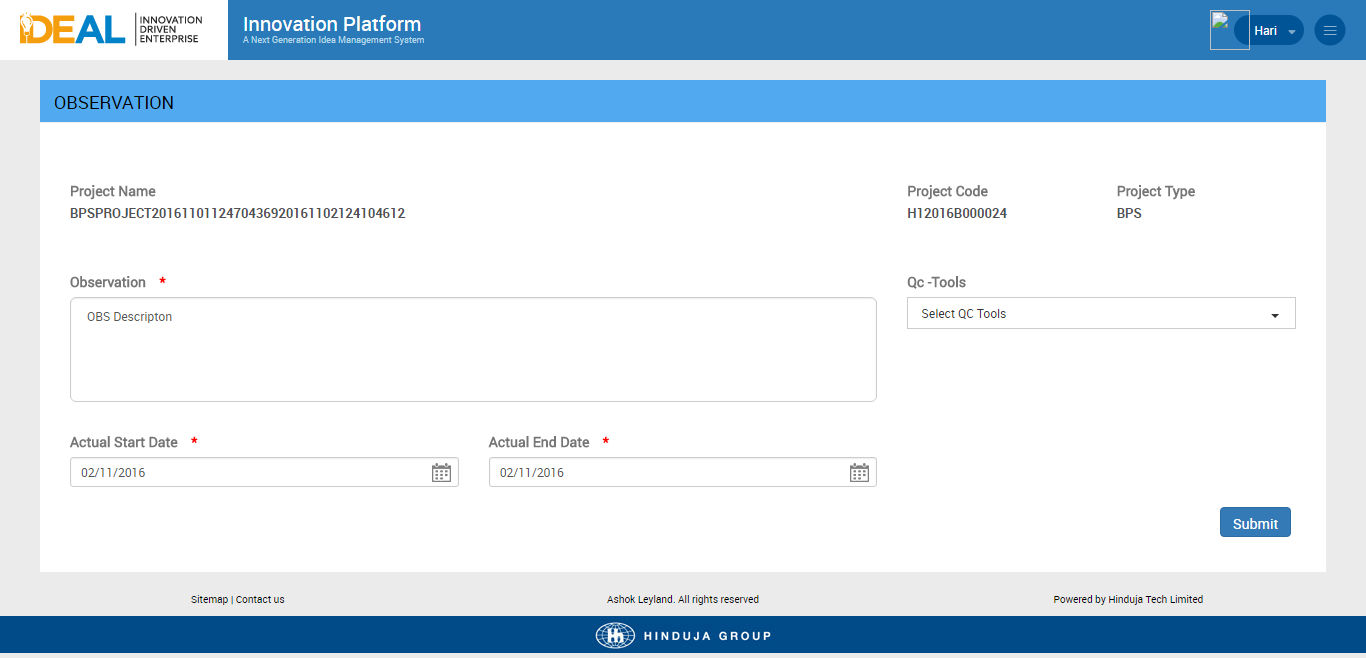 iDEAL INNOVATION
DRIVEN
ENTERPRISE
Innovation Platform
A Next Generation Idea Management System
Hari
OBSERVATION
Project Name
BPSPROJECT20161101124704369201611021241046​12
Project Code
H12016B000024
Project Type
BPS
Observation *
OBS Descripton
Qc -Tools
Select QC Tools
Actual Start Date *
02/11/2016
Actual End Date *
02/11/2016
Submit
Sitemap | Contact us
Ashok Leyland. All rights reserved
Powered by Hinduja Tech Limited
HINDUJA GROUP